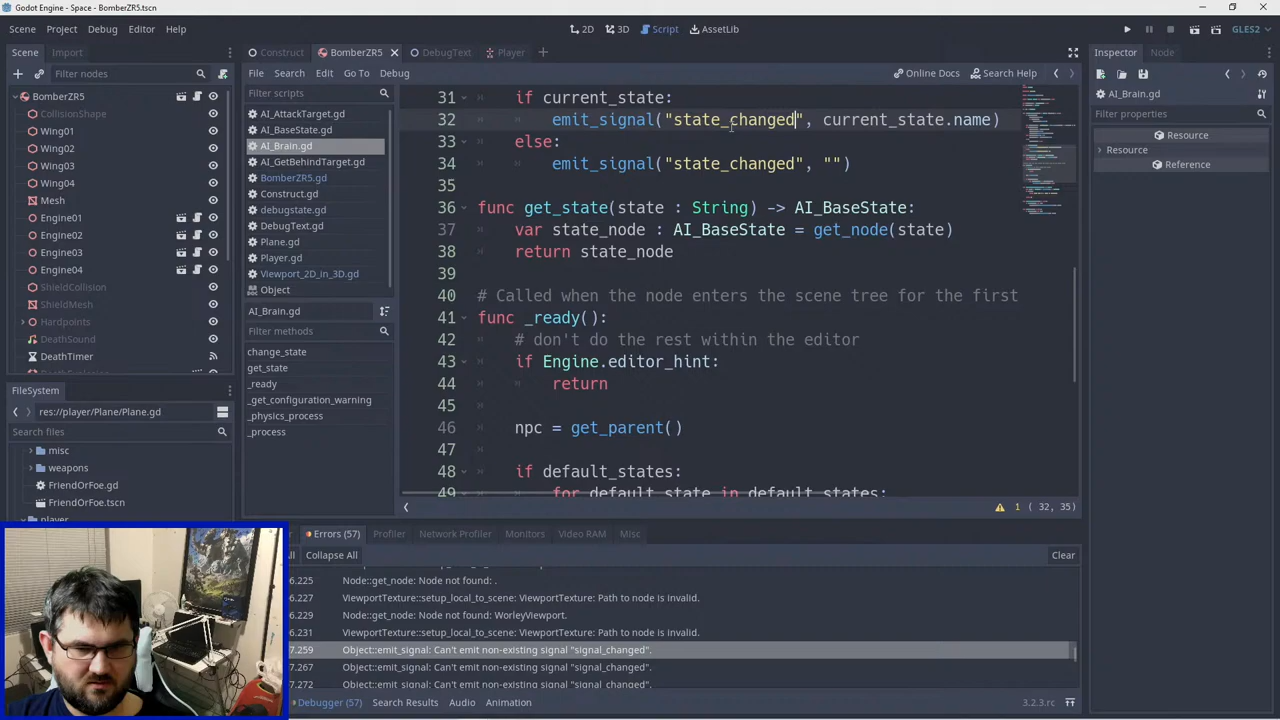 Godot Engine - Space - BomberZR5.tscn
Scene Project Debug Editor Help
2D 3D Script AssetLib
GLES2
Scene Import
Filter nodes
BomberZR5
CollisionShape
Wing01
Wing02
Wing03
Wing04
Mesh
Engine01
Engine02
Engine03
Engine04
ShieldCollision
ShieldMesh
Hardpoints
DeathSound
DeathTimer
FileSystem
res://player/Plane/Plane.gd
Search files
misc
weapons
FriendOrFoe.gd
FriendOrFoe.tscn
player
Construct BomberZR5 DebugText Player
File Search Edit Go To Debug
Online Docs Search Help
Filter scripts
AI_AttackTarget.gd
AI_BaseState.gd
AI_Brain.gd
AI_GetBehindTarget.gd
BomberZR5.gd
Construct.gd
debugstate.gd
DebugText.gd
Plane.gd
Player.gd
Viewport_2D_in_3D.gd
Object
AI_Brain.gd
Filter methods
change_state
get_state
_ready
_get_configuration_warning
_physics_process
_process
31 if current_state:
32 emit_signal("state_changed", current_state.name)
33 else:
34 emit_signal("state_changed", "")
35
36 func get_state(state : String) -> AI_BaseState:
37 var state_node : AI_BaseState = get_node(state)
38 return state_node
39
40 # Called when the node enters the scene tree for the first
41 func _ready():
42 # don't do the rest within the editor
43 if Engine.editor_hint:
44 return
45
46 npc = get_parent()
47
48 if default_states:
49 for default_state in default_states:
1 ( 32, 35)
Errors (57) Profiler Network Profiler Monitors Video RAM Misc
Collapse All Clear
6.225 Node::get_node: Node not found: .
6.227 ViewportTexture::setup_local_to_scene: ViewportTexture: Path to node is invalid.
6.229 Node::get_node: Node not found: WorleyViewport.
6.231 ViewportTexture::setup_local_to_scene: ViewportTexture: Path to node is invalid.
7.259 Object::emit_signal: Can't emit non-existing signal "signal_changed".
7.267 Object::emit_signal: Can't emit non-existing signal "signal_changed".
7.272 Object::emit_signal: Can't emit non-existing signal "signal_changed".
Debugger (57) Search Results Audio Animation
3.2.3.rc
Inspector Node
AI_Brain.gd
Filter properties
Resource
Resource
Reference